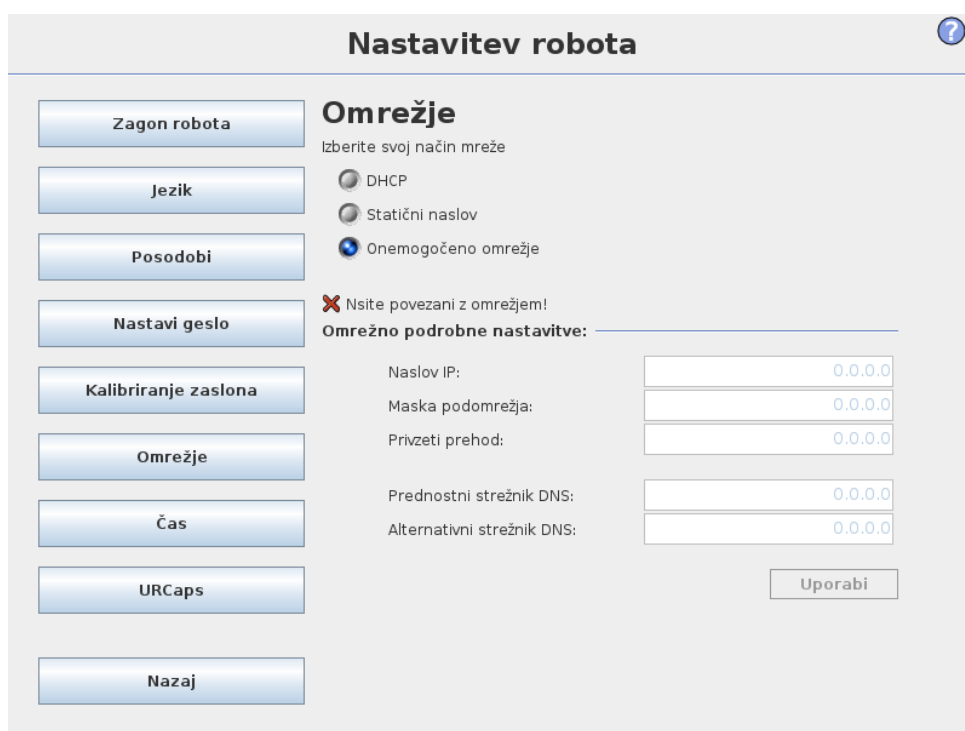 Nastavitev robota
?
Zagon robota
Jezik
Posodobi
Nastavi geslo
Kalibriranje zaslona
Omrežje
Čas
URCaps
Nazaj
Omrežje
Izberite svoj način mreže
DHCP
Statični naslov
Onemogočeno omrežje
Nsite povezani z omrežjem!
Omrežno podrobne nastavitve:
Naslov IP: 0.0.0.0
Maska podomrežja: 0.0.0.0
Privzeti prehod: 0.0.0.0
Prednostni strežnik DNS: 0.0.0.0
Alternativni strežnik DNS: 0.0.0.0
Uporabi